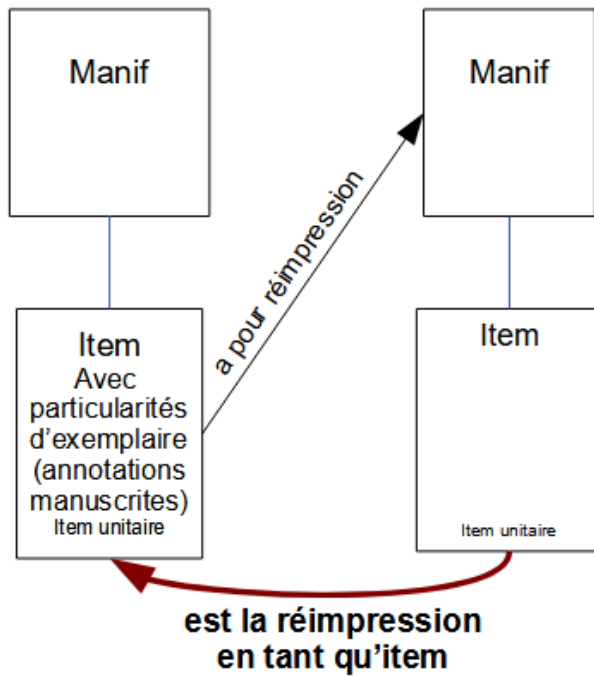 Manif
Manif
a pour réimpression
Item
Avec
particularités
d'exemplaire
(annotations
manuscrites)
Item unitaire
Item
Item unitaire
est la réimpression
en tant qu'item